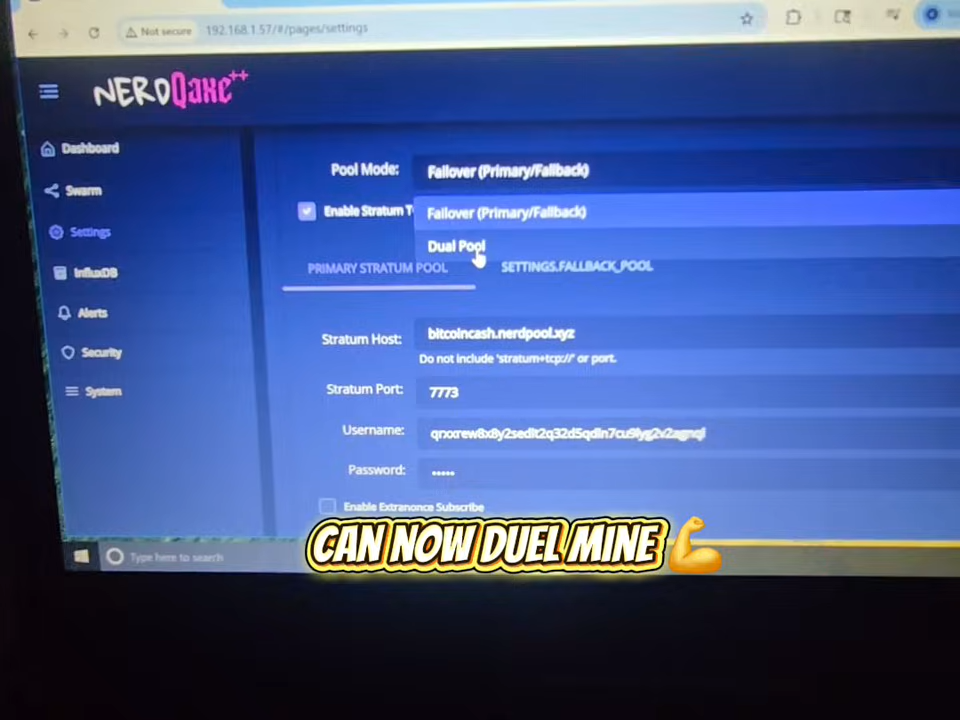 Not secure 192.168.1.57/#/pages/settings
NERDQaxe++
Dashboard
Swarm
Settings
InfluxDB
Alerts
Security
System
Pool Mode: Failover (Primary/Fallback)
Enable Stratum T
Failover (Primary/Fallback)
Dual Pool
PRIMARY STRATUM POOL SETTINGS.FALLBACK_POOL
Stratum Host: bitcoincash.nerdpool.xyz
Do not include 'stratum+tcp://' or port.
Stratum Port: 7773
Username:
Password: •••••
Enable Extranonce Subscribe
CAN NOW DUEL MINE 💪
Type here to search